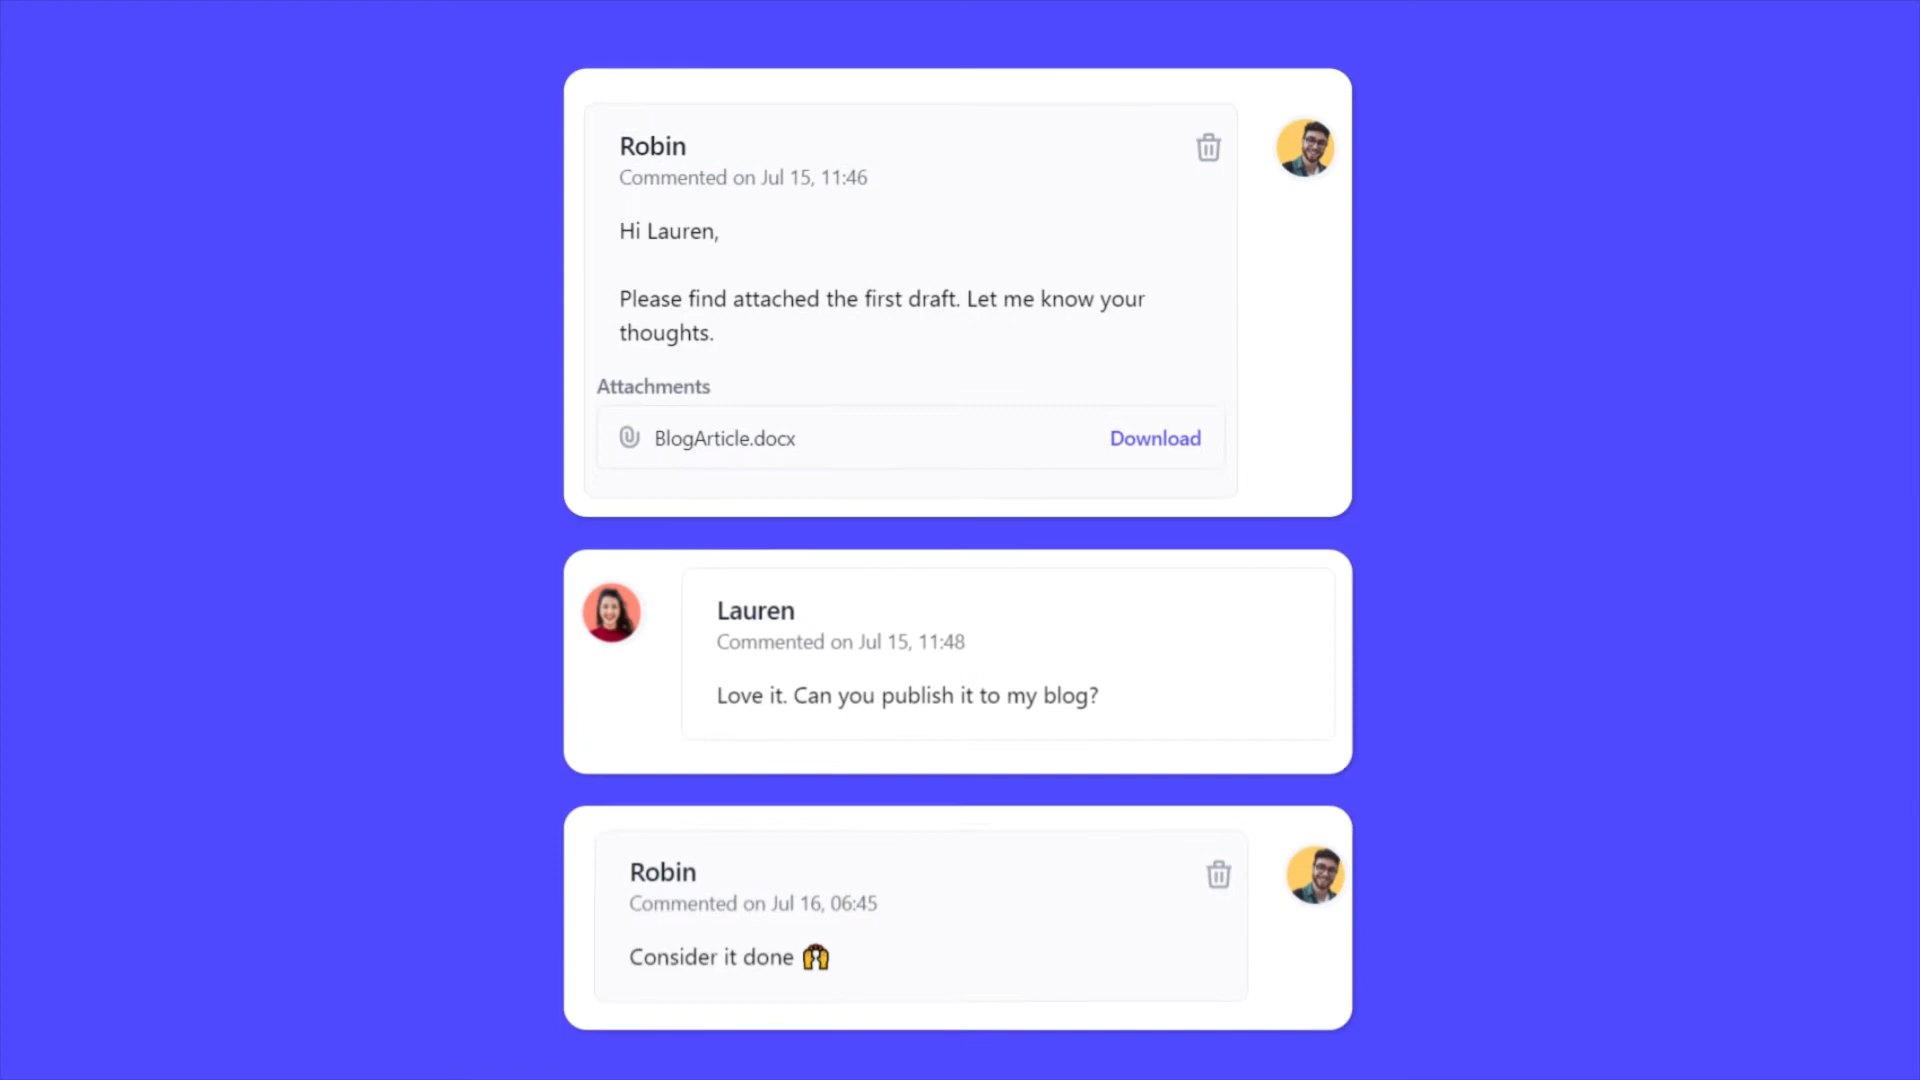 Robin
Commented on Jul 15, 11:46
Hi Lauren,
Please find attached the first draft. Let me know your
thoughts.
Attachments
BlogArticle.docx
Download
Lauren
Commented on Jul 15, 11:48
Love it. Can you publish it to my blog?
Robin
Commented on Jul 16, 06:45
Consider it done 🙌